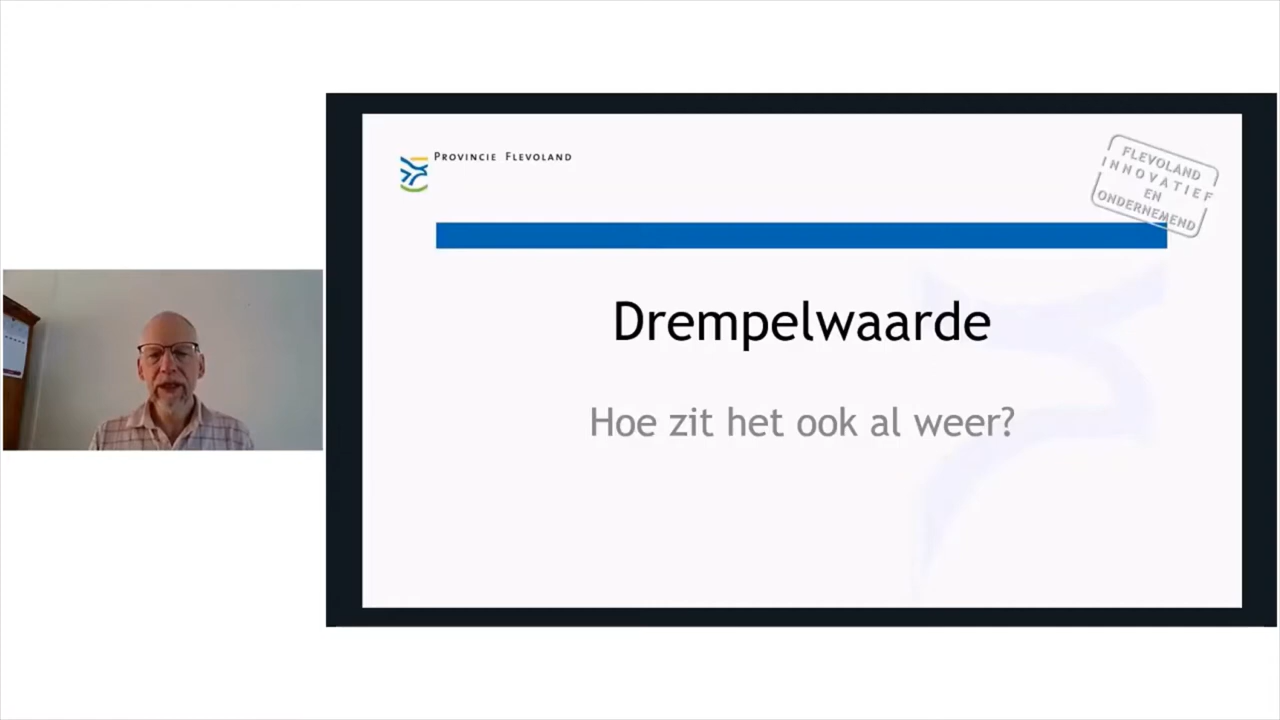 PROVINCIE FLEVOLAND
FLEVOLAND
INNOVATIEF
EN
ONDERNEMEND
Drempelwaarde
Hoe zit het ook al weer?